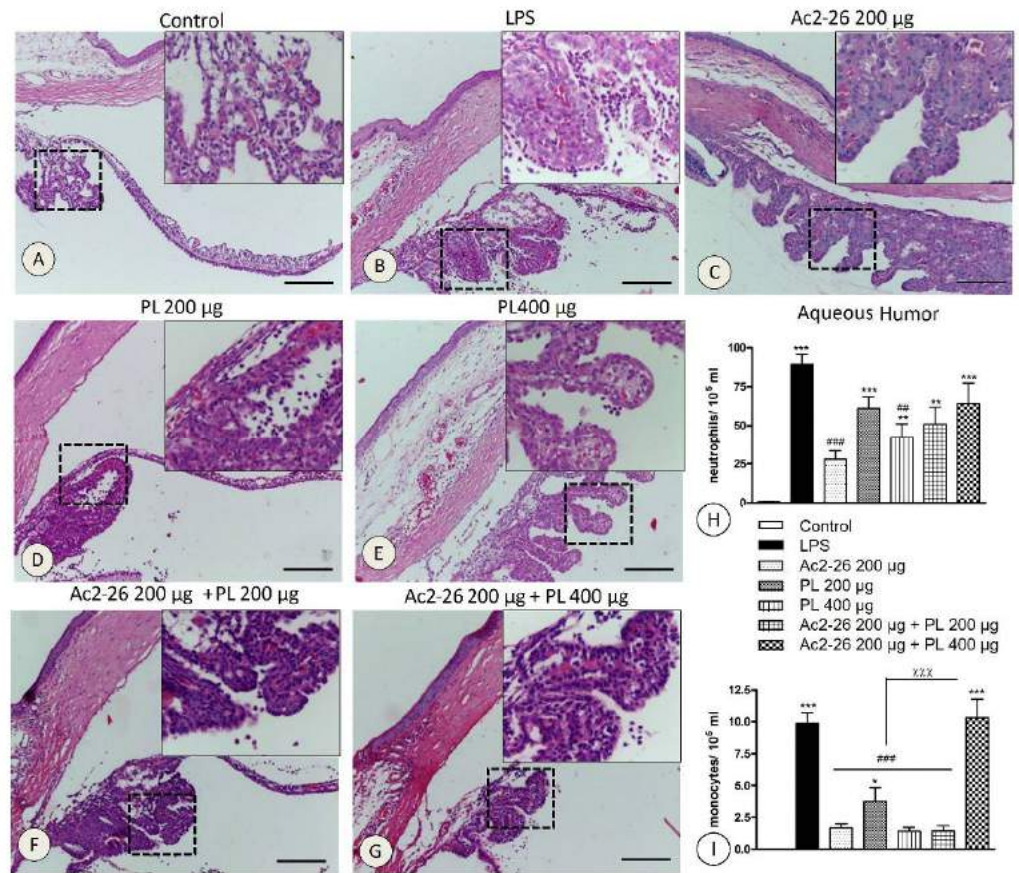 Control
LPS
Ac2-26 200 µg
A
B
C
PL 200 µg
PL400 µg
Aqueous Humor
D
E
neutrophils/ 10⁵ ml
100
75
50
25
0
***
###
***
##
**
**
***
H
Control
LPS
Ac2-26 200 µg
PL 200 µg
PL 400 µg
Ac2-26 200 µg + PL 200 µg
Ac2-26 200 µg + PL 400 µg
Ac2-26 200 µg +PL 200 µg
Ac2-26 200 µg + PL 400 µg
F
G
monocytes/ 10⁵ ml
12.5
10.0
7.5
5.0
2.5
0.0
***
χχχ
***
###
*
I